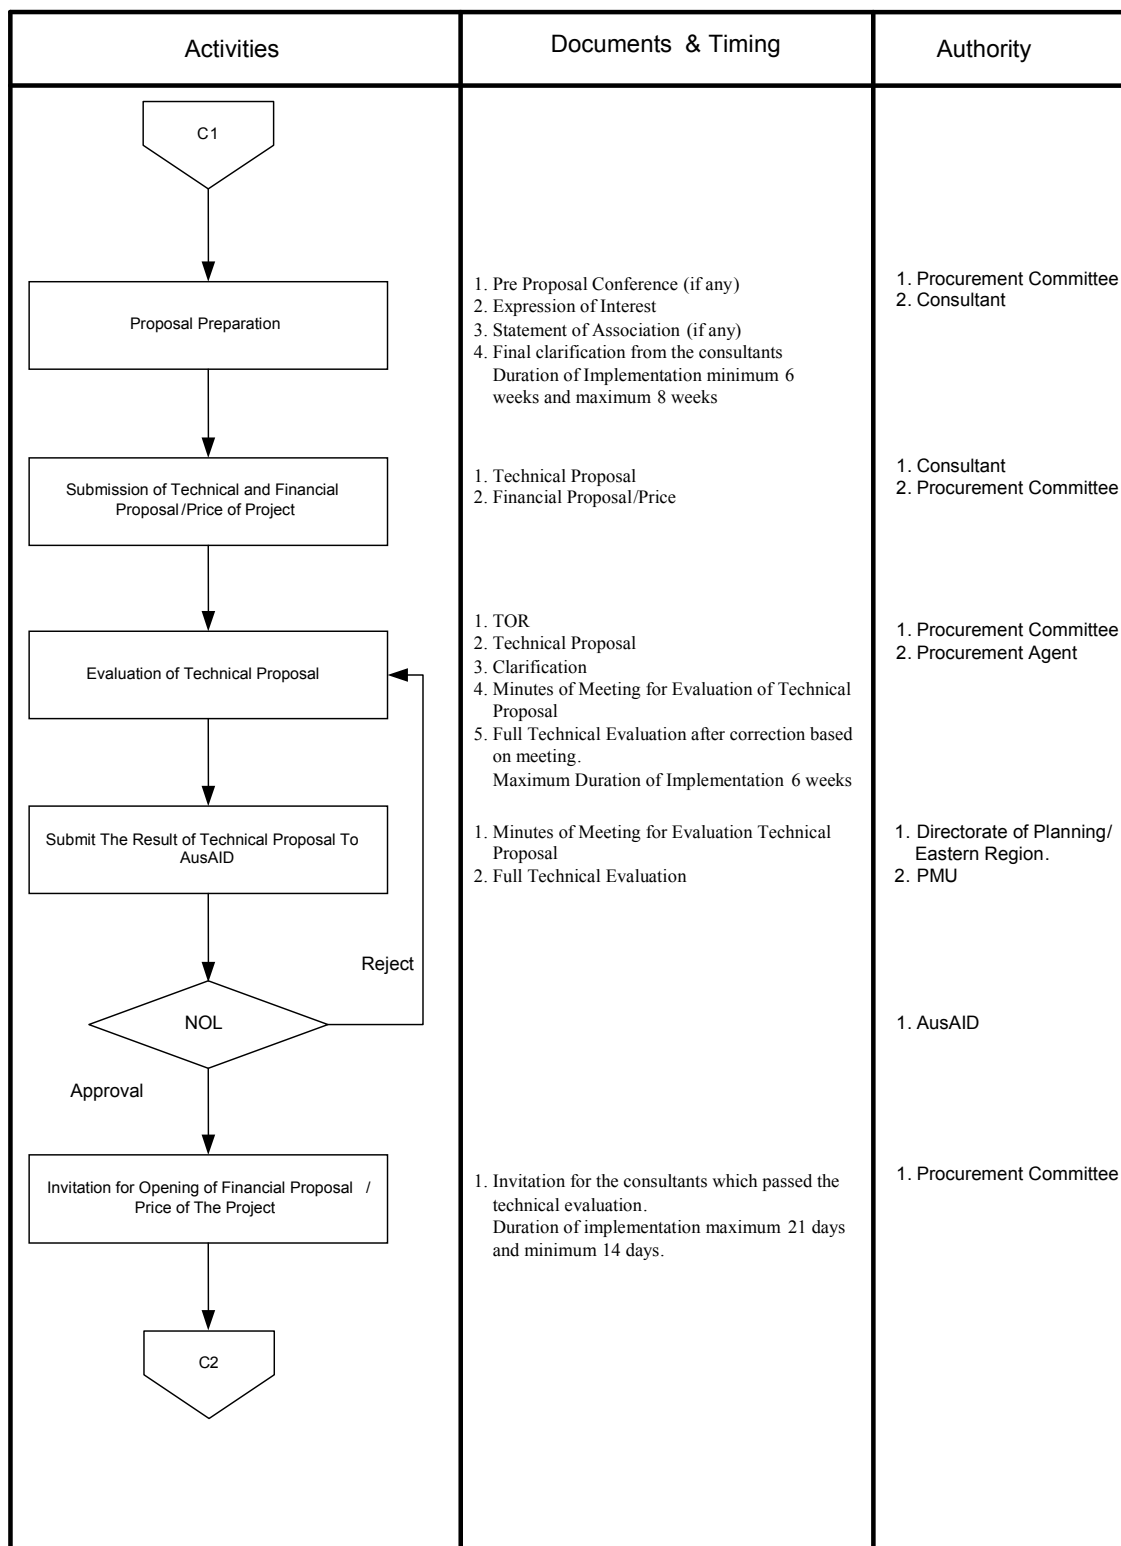 Activities
Documents & Timing
Authority
C1
Proposal Preparation
1. Pre Proposal Conference (if any)
2. Expression of Interest
3. Statement of Association (if any)
4. Final clarification from the consultants
Duration of Implementation minimum 6
weeks and maximum 8 weeks
1. Procurement Committee
2. Consultant
Submission of Technical and Financial
Proposal/Price of Project
1. Technical Proposal
2. Financial Proposal/Price
1. Consultant
2. Procurement Committee
Evaluation of Technical Proposal
1. TOR
2. Technical Proposal
3. Clarification
4. Minutes of Meeting for Evaluation of Technical
Proposal
5. Full Technical Evaluation after correction based
on meeting.
Maximum Duration of Implementation 6 weeks
1. Procurement Committee
2. Procurement Agent
Submit The Result of Technical Proposal To
AusAID
1. Minutes of Meeting for Evaluation Technical
Proposal
2. Full Technical Evaluation
1. Directorate of Planning/
Eastern Region.
2. PMU
Reject
NOL
1. AusAID
Approval
Invitation for Opening of Financial Proposal /
Price of The Project
1. Invitation for the consultants which passed the
technical evaluation.
Duration of implementation maximum 21 days
and minimum 14 days.
1. Procurement Committee
C2